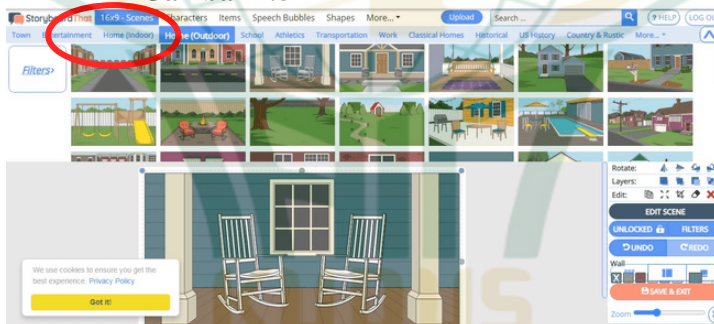 StoryboardThat 16x9 - Scenes Characters Items Speech Bubbles Shapes More... Upload Search ... ? HELP LOG O
Town Entertainment Home (Indoor) Home (Outdoor) School Athletics Transportation Work Classical Homes Historical US History Country & Rustic More...
Filters
Rotate:
Layers:
Edit:
EDIT SCENE
UNLOCKED FILTERS
UNDO REDO
Wall
We use cookies to ensure you get the
best experience. Privacy Policy
Got it!
SAVE & EXIT
Zoom